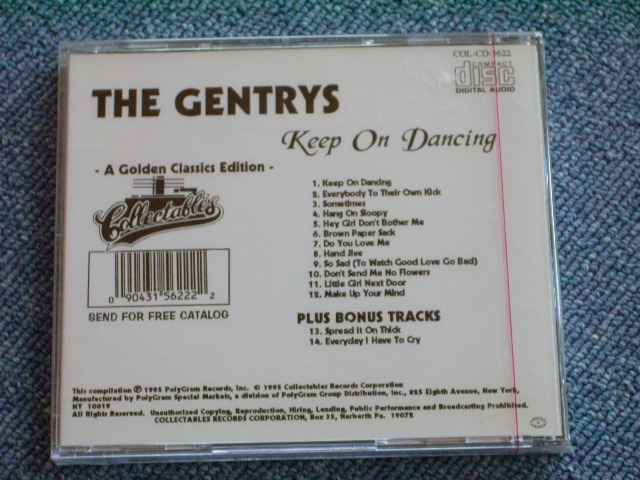 COL-CD-5622
COMPACT
disc
DIGITAL AUDIO
THE GENTRYS
Keep On Dancing
- A Golden Classics Edition -
Collectables
1. Keep On Dancing
2. Everybody To Their Own Kick
3. Sometimes
4. Hang On Sloopy
5. Hey Girl Don't Bother Me
6. Brown Paper Sack
7. Do You Love Me
8. Hand Jive
9. So Sad (To Watch Good Love Go Bad)
10. Don't Send Me No Flowers
11. Little Girl Next Door
12. Make Up Your Mind
0 90431 56222 2
SEND FOR FREE CATALOG
PLUS BONUS TRACKS
13. Spread It On Thick
14. Everyday I Have To Cry
This compilation ℗ 1995 PolyGram Records, Inc. © 1995 Collectables Records Corporation
Manufactured by PolyGram Special Markets, a division of PolyGram Group Distribution, Inc., 825 Eighth Avenue, New York,
NY 10019
All Rights Reserved. Unauthorized Copying, Reproduction, Hiring, Lending, Public Performance and Broadcasting Prohibited.
COLLECTABLES RECORDS CORPORATION, Box 35, Narberth Pa. 19072